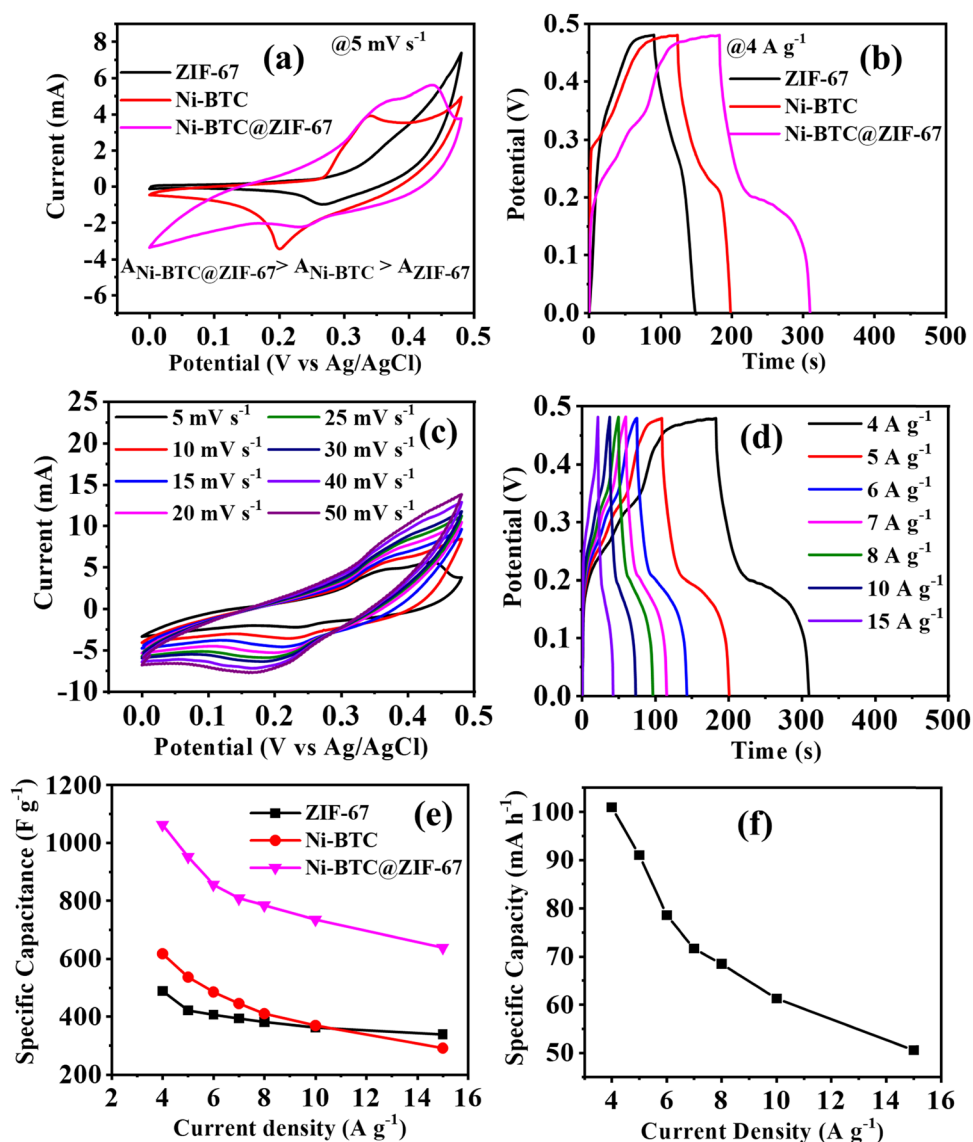 (a)
@5 mV s⁻¹
ZIF-67
Ni-BTC
Ni-BTC@ZIF-67
A Ni-BTC@ZIF-67 > A Ni-BTC > A ZIF-67
8
6
4
2
0
-2
-4
-6
Current (mA)
0.0 0.1 0.2 0.3 0.4 0.5
Potential (V vs Ag/AgCl)
(b)
@4 A g⁻¹
ZIF-67
Ni-BTC
Ni-BTC@ZIF-67
0.5
0.4
0.3
0.2
0.1
0.0
Potential (V)
0 100 200 300 400 500
Time (s)
(c)
5 mV s⁻¹ 25 mV s⁻¹
10 mV s⁻¹ 30 mV s⁻¹
15 mV s⁻¹ 40 mV s⁻¹
20 mV s⁻¹ 50 mV s⁻¹
25
20
15
10
5
0
-5
-10
Current (mA)
0.0 0.1 0.2 0.3 0.4 0.5
Potential (V vs Ag/AgCl)
(d)
4 A g⁻¹
5 A g⁻¹
6 A g⁻¹
7 A g⁻¹
8 A g⁻¹
10 A g⁻¹
15 A g⁻¹
0.5
0.4
0.3
0.2
0.1
0.0
Potential (V)
0 100 200 300 400 500
Time (s)
(e)
ZIF-67
Ni-BTC
Ni-BTC@ZIF-67
1200
1000
800
600
400
200
Specific Capacitance (F g⁻¹)
4 6 8 10 12 14 16
Current density (A g⁻¹)
(f)
100
90
80
70
60
50
Specific Capacity (mA h⁻¹)
4 6 8 10 12 14 16
Current Density (A g⁻¹)